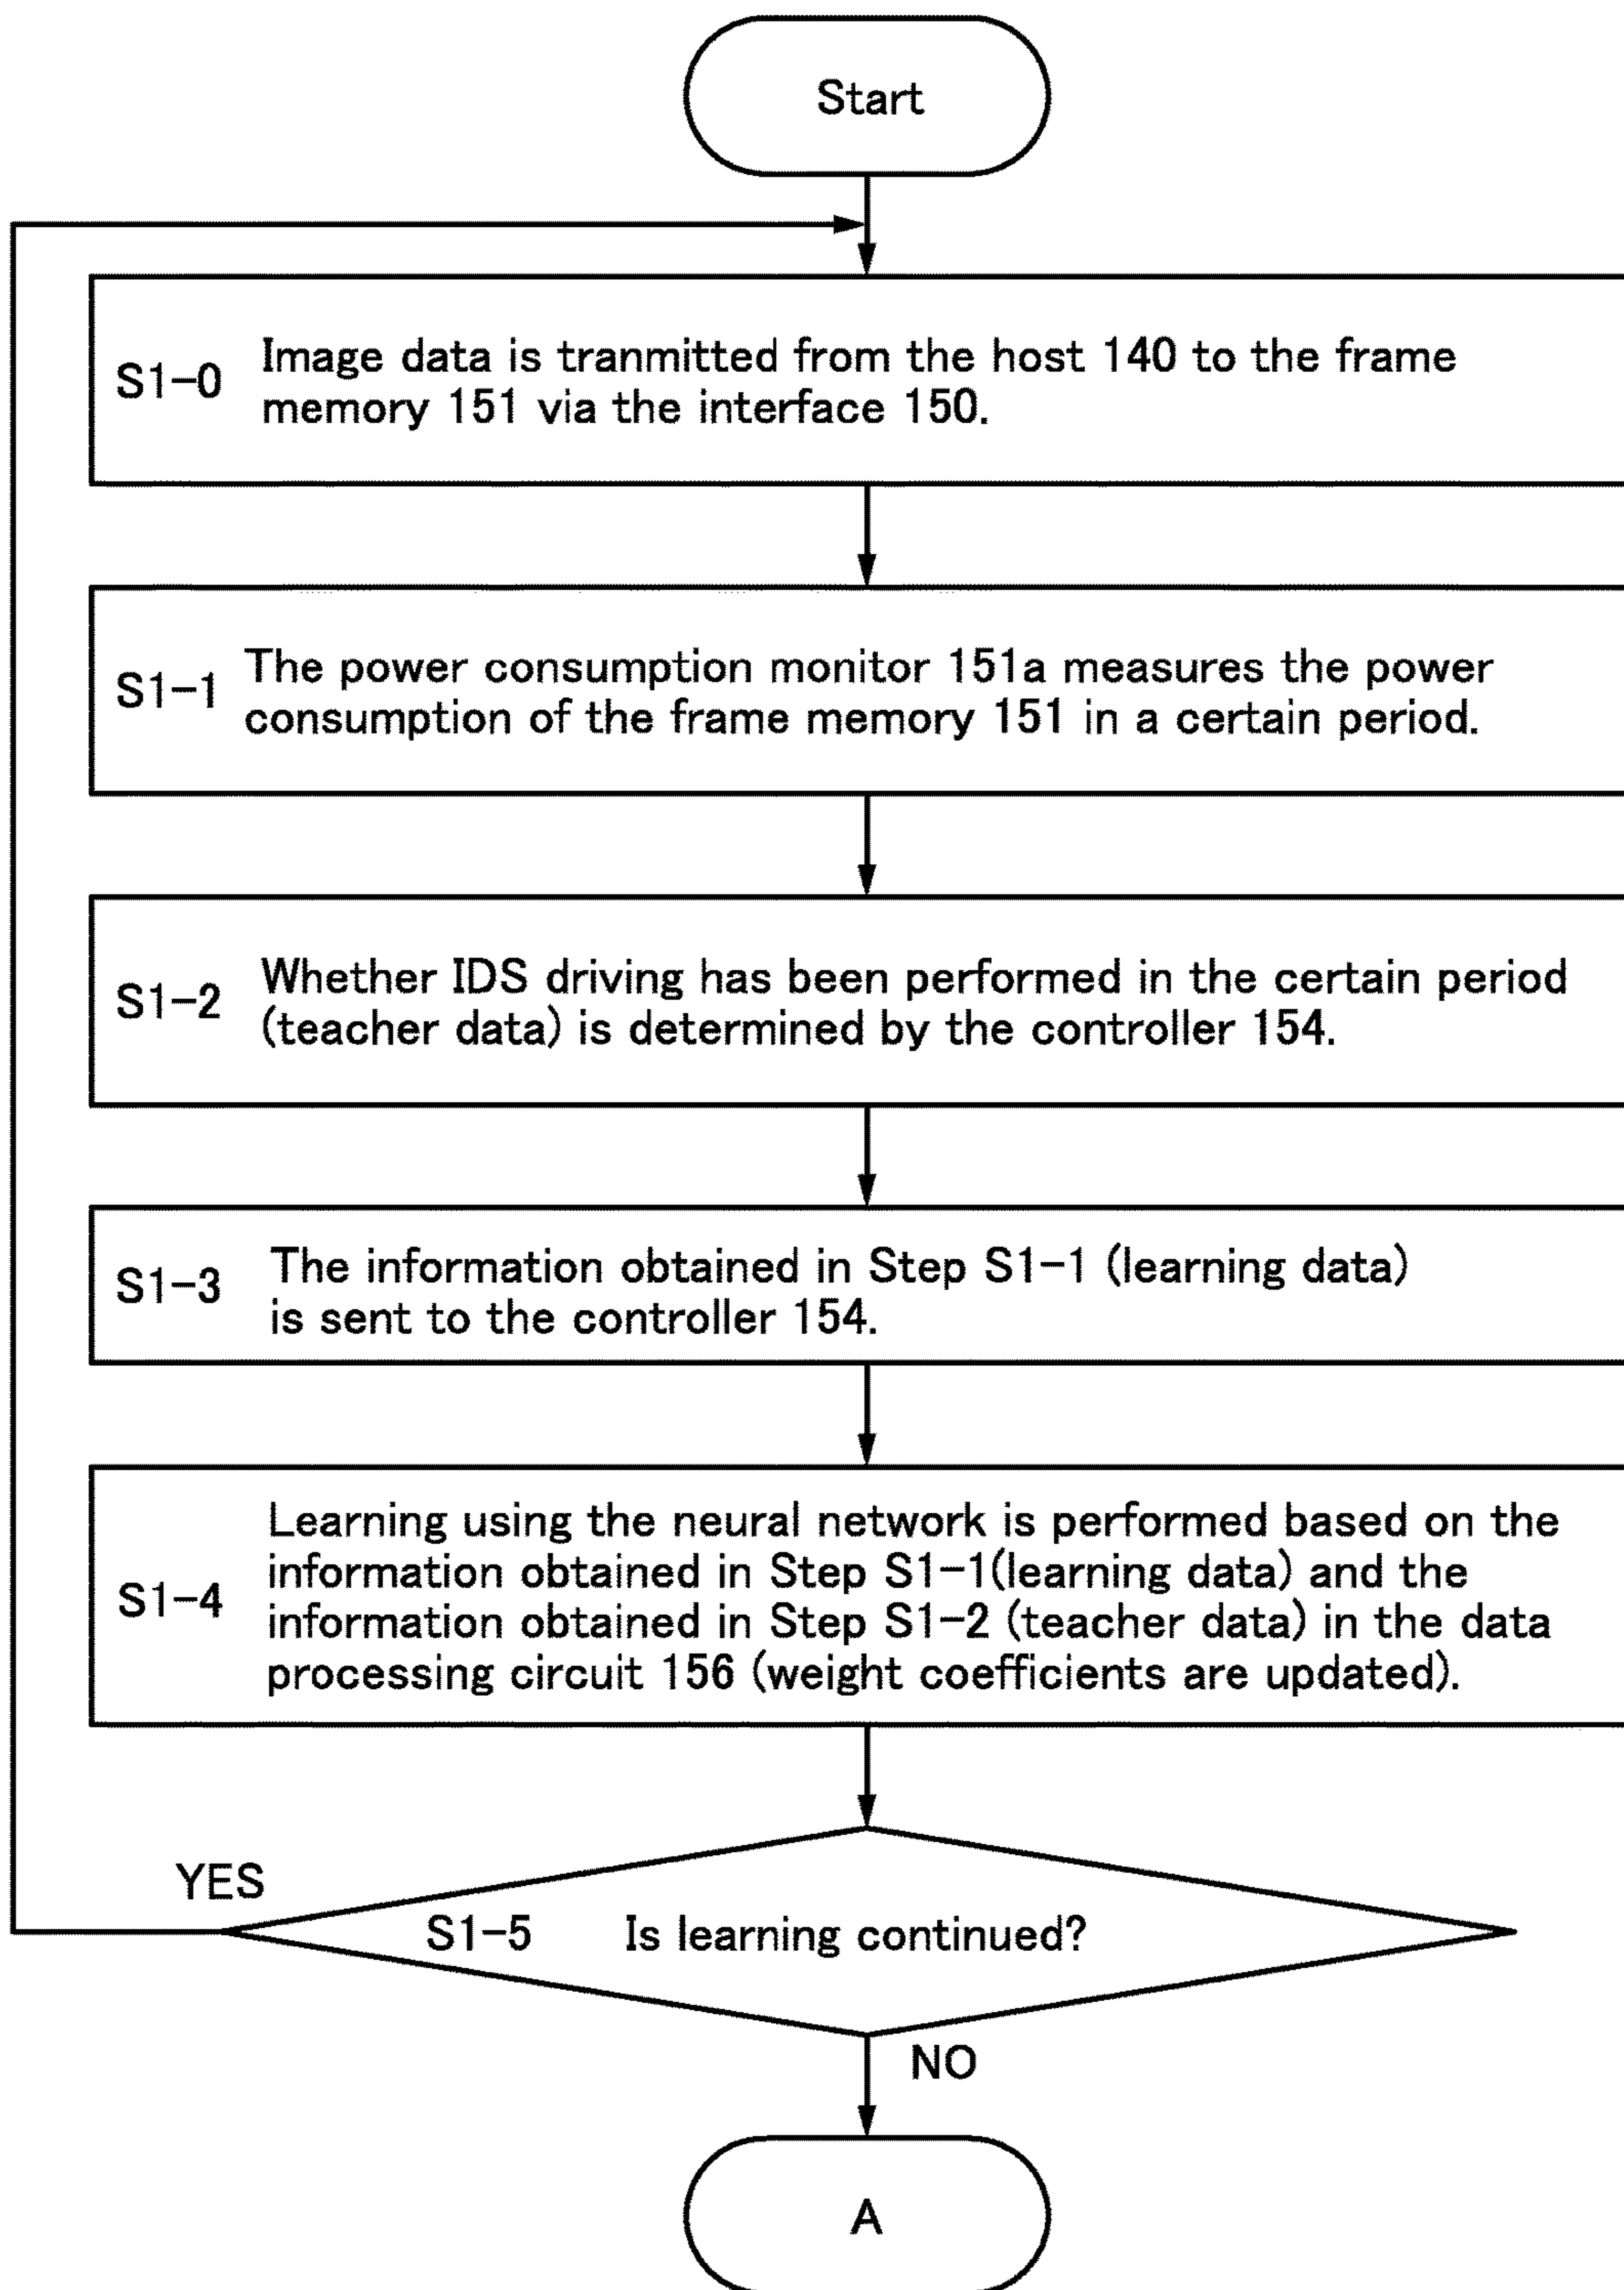 Start
S1-0
Image data is tranmitted from the host 140 to the frame
memory 151 via the interface 150.
S1-1
The power consumption monitor 151a measures the power
consumption of the frame memory 151 in a certain period.
S1-2
Whether IDS driving has been performed in the certain period
(teacher data) is determined by the controller 154.
S1-3
The information obtained in Step S1-1 (learning data)
is sent to the controller 154.
S1-4
Learning using the neural network is performed based on the
information obtained in Step S1-1(learning data) and the
information obtained in Step S1-2 (teacher data) in the data
processing circuit 156 (weight coefficients are updated).
YES
S1-5 Is learning continued?
NO
A